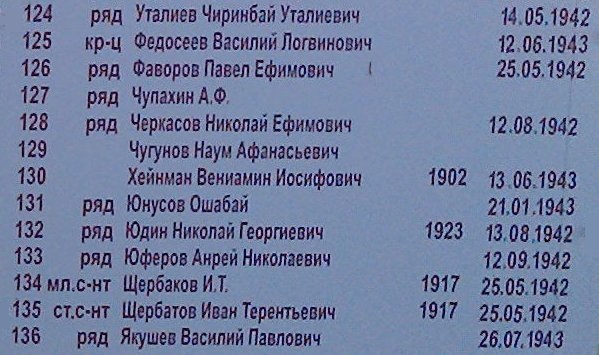 124 ряд Уталиев Чиринбай Уталиевич 14.05.1942
125 кр-ц Федосеев Василий Логвинович 12.06.1943
126 ряд Фаворов Павел Ефимович 25.05.1942
127 ряд Чупахин А.Ф.
128 ряд Черкасов Николай Ефимович 12.08.1942
129 Чугунов Наум Афанасьевич
130 Хейнман Вениамин Иосифович 1902 13.06.1943
131 ряд Юнусов Ошабай 21.01.1943
132 ряд Юдин Николай Георгиевич 1923 13.08.1942
133 ряд Юферов Анрей Николаевич 12.09.1942
134 мл.с-нт Щербаков И.Т. 1917 25.05.1942
135 ст.с-нт Щербатов Иван Терентьевич 1917 25.05.1942
136 ряд Якушев Василий Павлович 26.07.1943